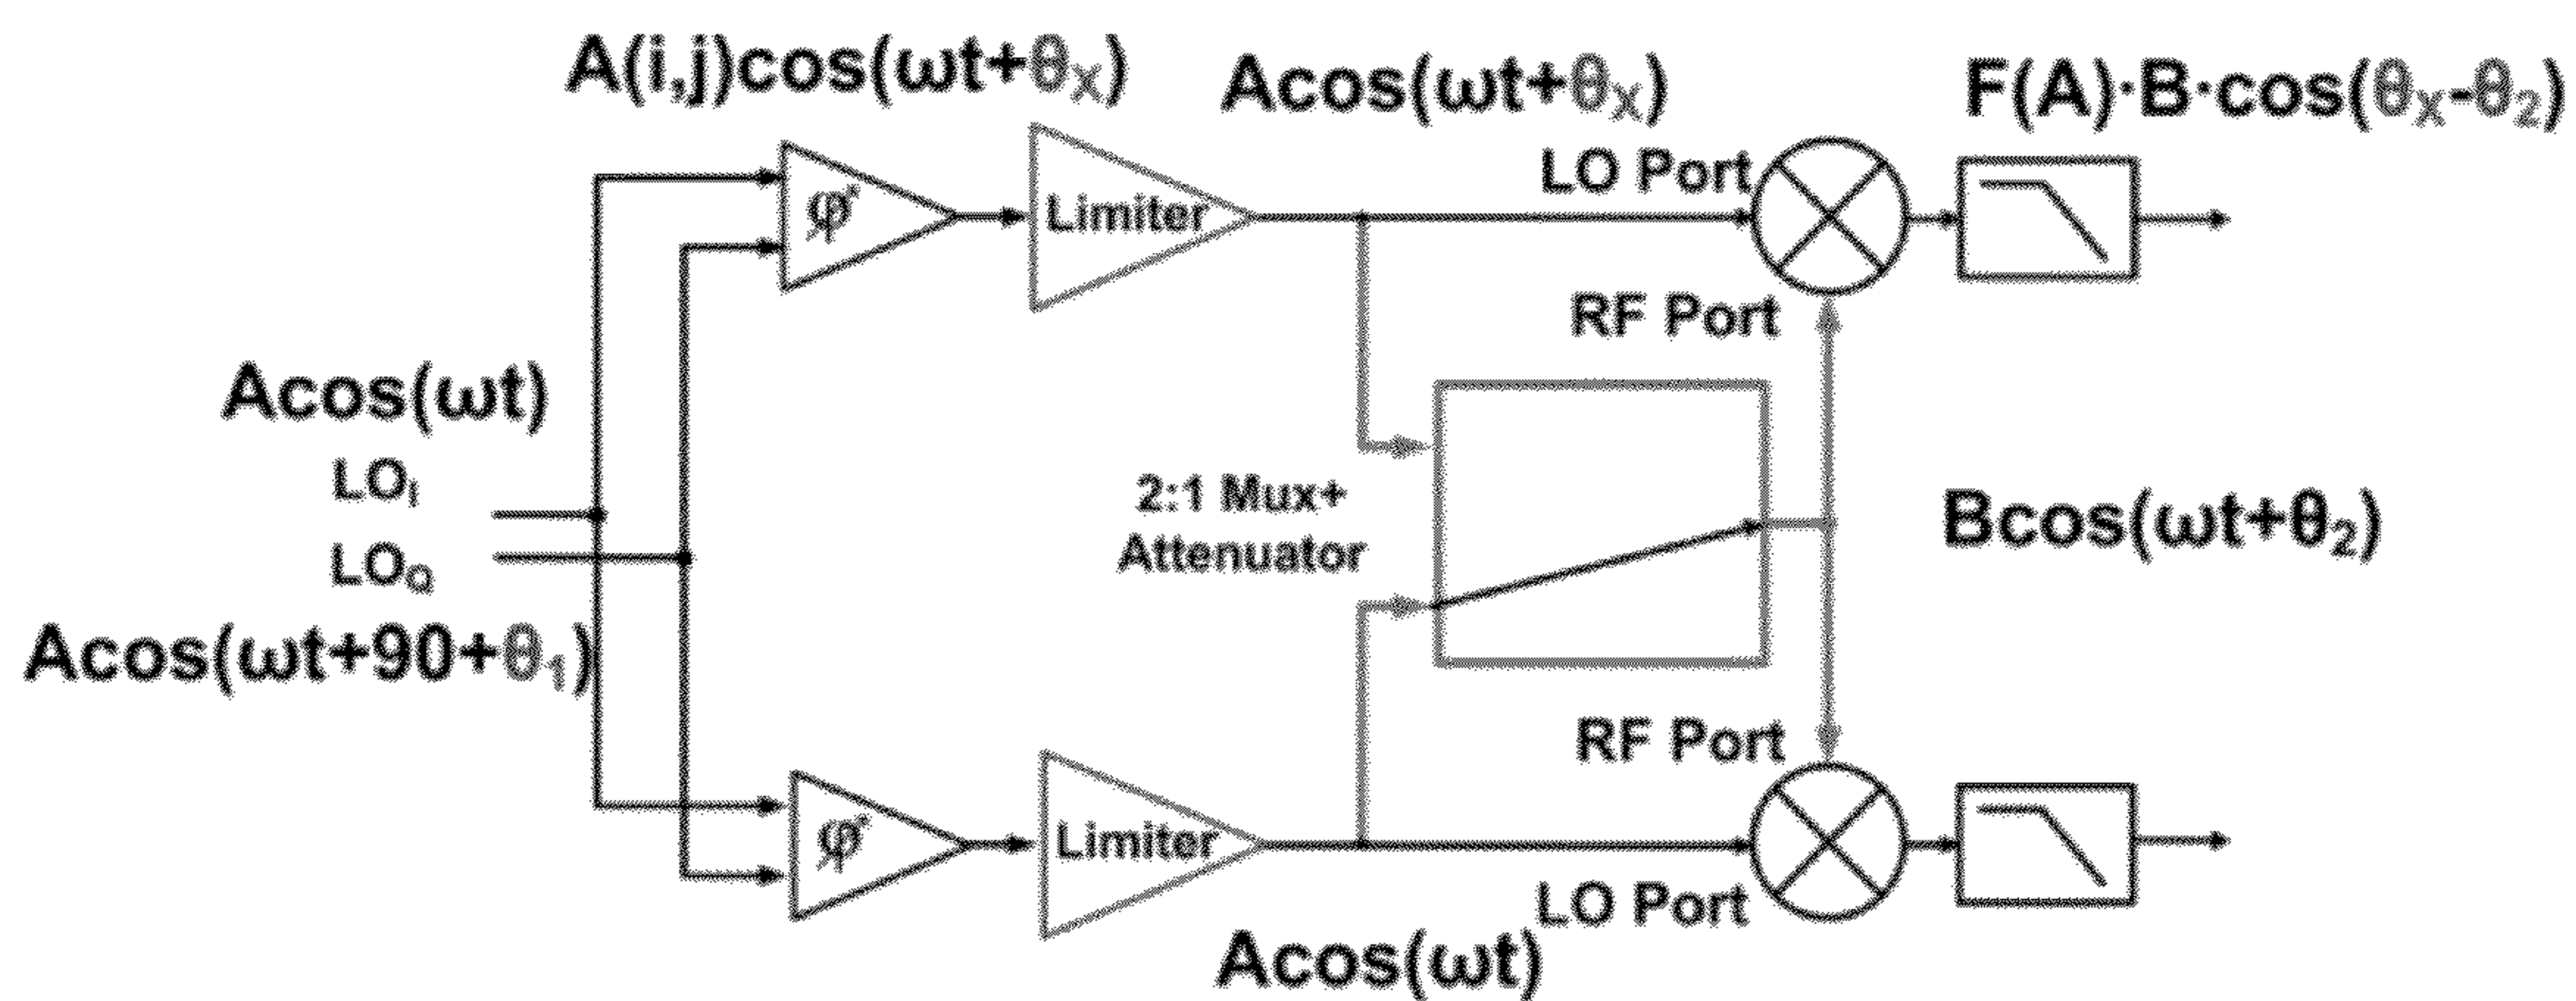 A(i,j)cos(ωt+θX)
Acos(ωt+θX)
F(A)·B·cos(θX-θ2)
LO Port
φ
Limiter
RF Port
Acos(ωt)
LOI
LOQ
Acos(ωt+90+θ1)
2:1 Mux+
Attenuator
Bcos(ωt+θ2)
RF Port
φ
Limiter
LO Port
Acos(ωt)